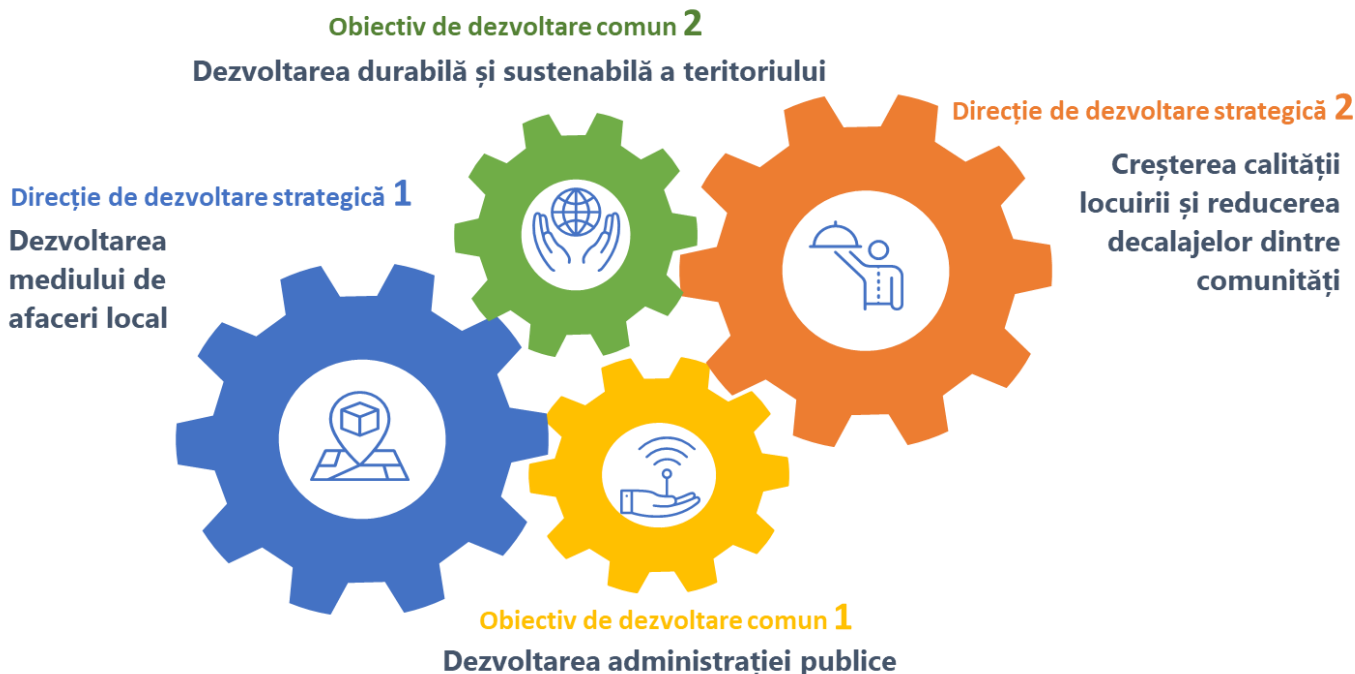 Obiectiv de dezvoltare comun 2
Dezvoltarea durabilă și sustenabilă a teritoriului
Direcție de dezvoltare strategică 2
Creșterea calității
locuirii și reducerea
decalajelor dintre
comunități
Direcție de dezvoltare strategică 1
Dezvoltarea
mediului de
afaceri local
Obiectiv de dezvoltare comun 1
Dezvoltarea administrației publice